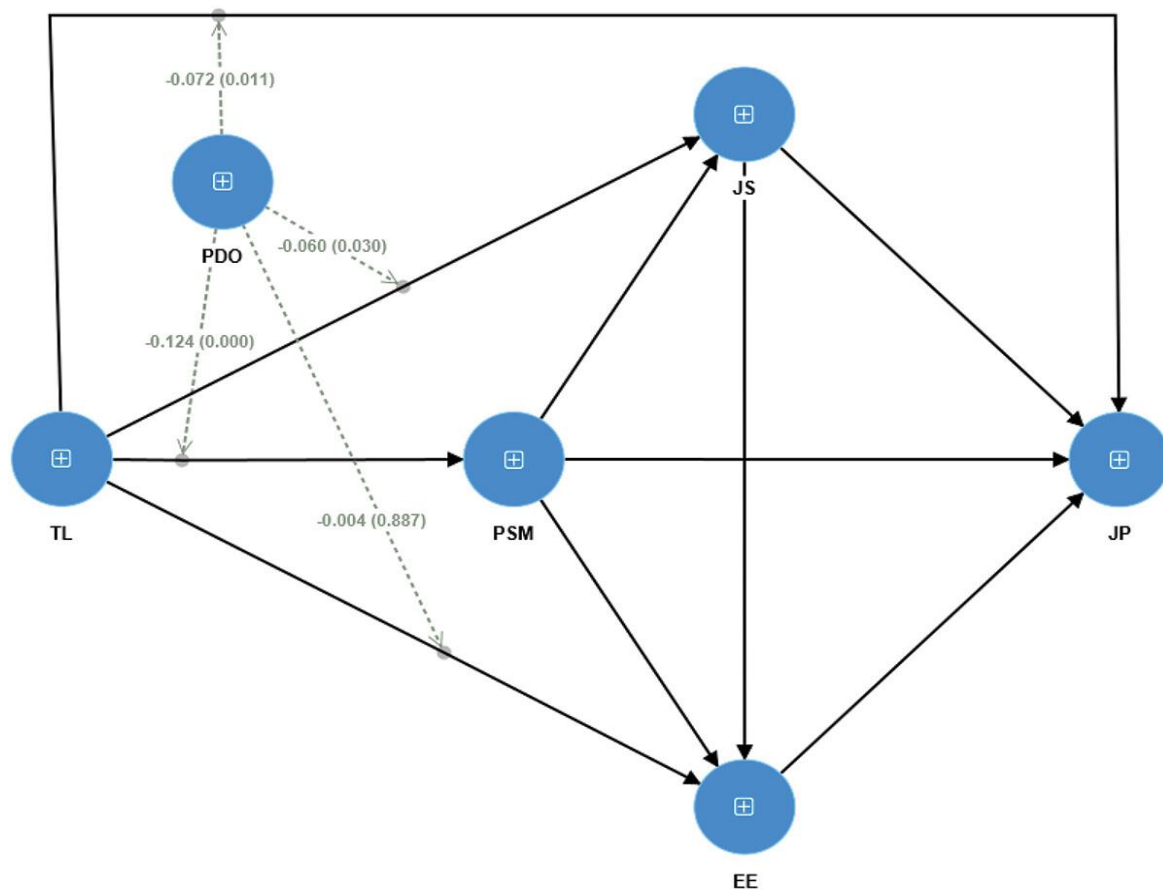 -0.072 (0.011)
JS
-0.060 (0.030)
PDO
-0.124 (0.000)
TL
PSM
-0.004 (0.887)
JP
EE